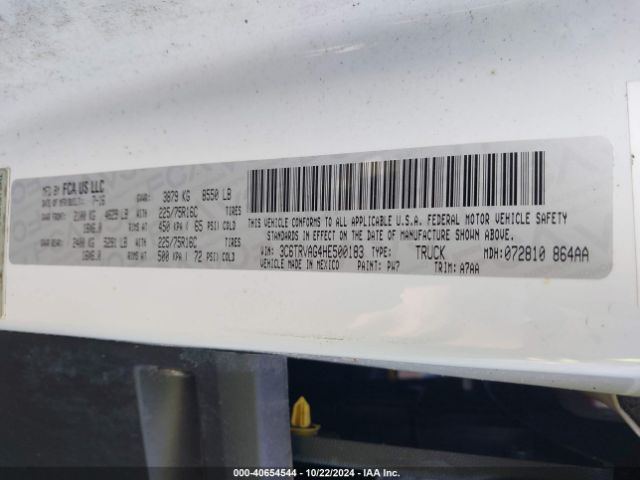 MFD BY FCA US LLC GVWR: 3879 KG 8550 LB
DATE OF MFR 7-16
GAWR FRONT: 2100 KG 4629 LB WITH 225/75R16C TIRES
16X6.0 RIMS AT 450 KPA / 65 PSI COLD
GAWR REAR: 2400 KG 5291 LB WITH 225/75R16C TIRES
16X6.0 RIMS AT 500 KPA / 72 PSI COLD
THIS VEHICLE CONFORMS TO ALL APPLICABLE U.S.A. FEDERAL MOTOR VEHICLE SAFETY
STANDARDS IN EFFECT ON THE DATE OF MANUFACTURE SHOWN ABOVE.
VIN: 3C6TRVAG4HE500183 TYPE: TRUCK MDH: 072810 864AA
VEHICLE MADE IN MEXICO PAINT: PW7 TRIM: A7AA
000-40654544 - 10/22/2024 - IAA Inc.